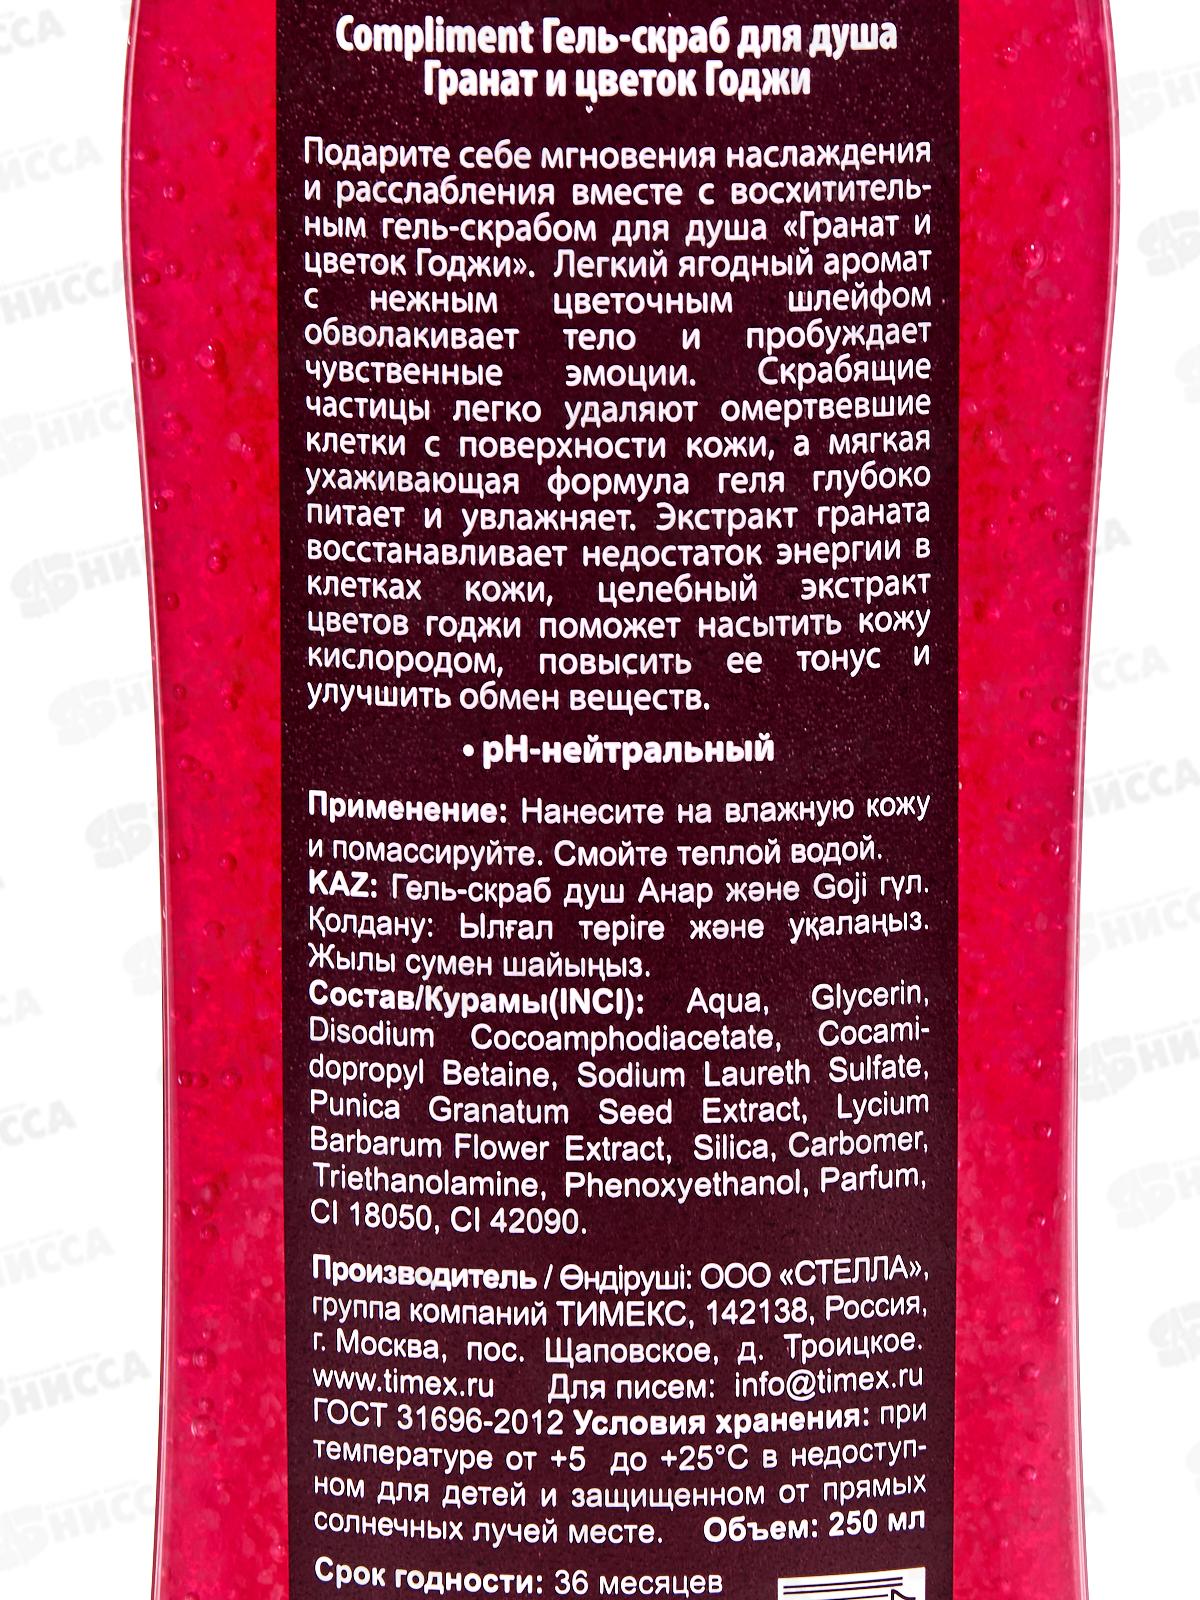 Compliment Гель-скраб для душа
Гранат и цветок Годжи
Подарите себе мгновения наслаждения
и расслабления вместе с восхититель-
ным гель-скрабом для душа «Гранат и
цветок Годжи». Легкий ягодный аромат
с нежным цветочным шлейфом
обволакивает тело и пробуждает
чувственные эмоции. Скрабящие
частицы легко удаляют омертвевшие
клетки с поверхности кожи, а мягкая
ухаживающая формула геля глубоко
питает и увлажняет. Экстракт граната
восстанавливает недостаток энергии в
клетках кожи, целебный экстракт
цветов годжи поможет насытить кожу
кислородом, повысить ее тонус и
улучшить обмен веществ.
• pH-нейтральный
Применение: Нанесите на влажную кожу
и помассируйте. Смойте теплой водой.
KAZ: Гель-скраб душ Анар және Goji гүл.
Қолдану: Ылғал теріге және уқалаңыз.
Жылы сумен шайыңыз.
Состав/Курамы(INCI): Aqua, Glycerin,
Disodium Cocoamphodiacetate, Cocami-
dopropyl Betaine, Sodium Laureth Sulfate,
Punica Granatum Seed Extract, Lycium
Barbarum Flower Extract, Silica, Carbomer,
Triethanolamine, Phenoxyethanol, Parfum,
CI 18050, CI 42090.
Производитель / Өндіруші: ООО «СТЕЛЛА»,
группа компаний ТИМЕКС, 142138, Россия,
г. Москва, пос. Щаповское, д. Троицкое.
www.timex.ru Для писем: info@timex.ru
ГОСТ 31696-2012 Условия хранения: при
температуре от +5 до +25°C в недоступ-
ном для детей и защищенном от прямых
солнечных лучей месте. Объем: 250 мл
Срок годности: 36 месяцев